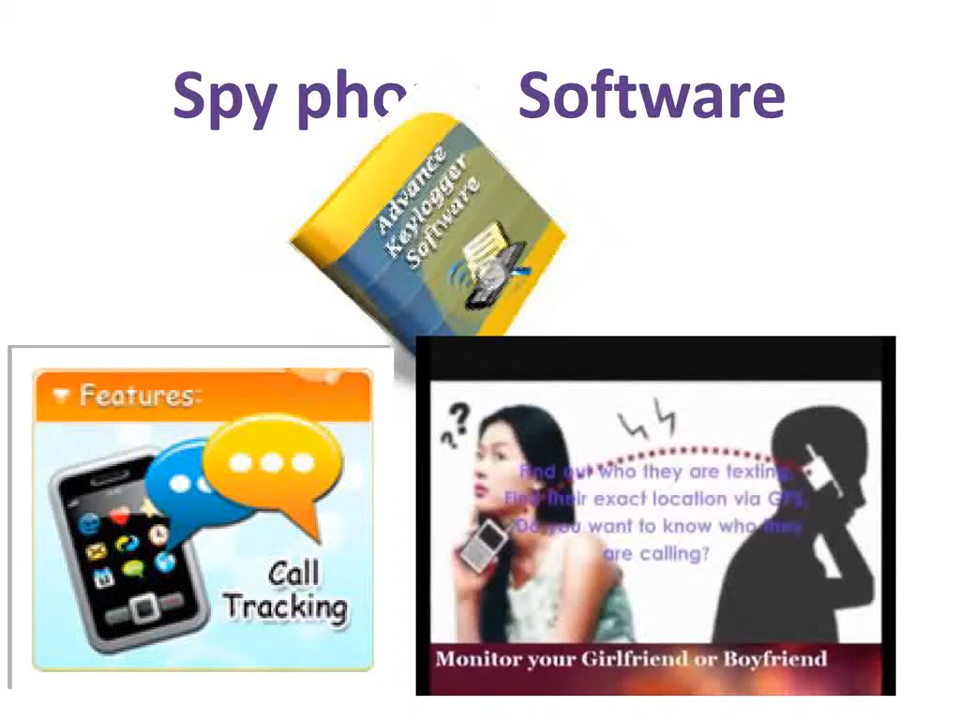 Spy pho Software
Advance
Keylogger
Software
Features:
Call
Tracking
??
Find out who they are texting.
Find their exact location via GPS.
Do you want to know who they
are calling?
Monitor your Girlfriend or Boyfriend